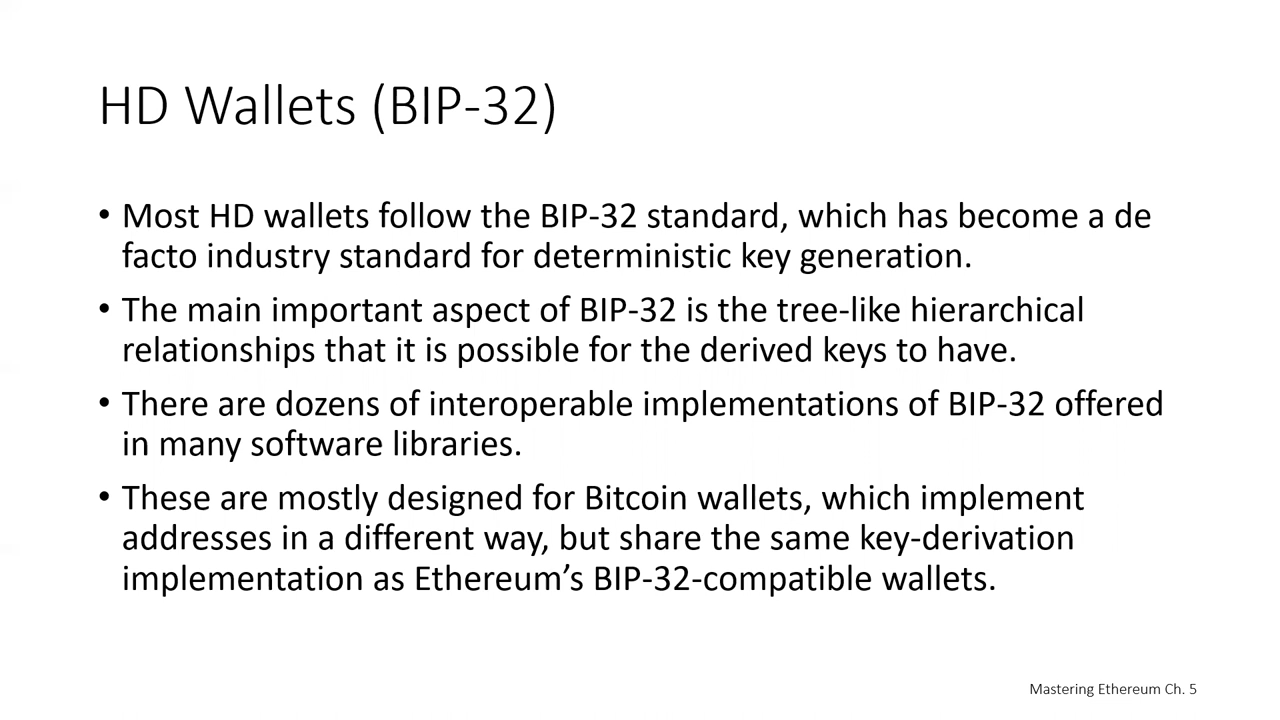 HD Wallets (BIP-32)
• Most HD wallets follow the BIP-32 standard, which has become a de
facto industry standard for deterministic key generation.
• The main important aspect of BIP-32 is the tree-like hierarchical
relationships that it is possible for the derived keys to have.
• There are dozens of interoperable implementations of BIP-32 offered
in many software libraries.
• These are mostly designed for Bitcoin wallets, which implement
addresses in a different way, but share the same key-derivation
implementation as Ethereum’s BIP-32-compatible wallets.
Mastering Ethereum Ch. 5